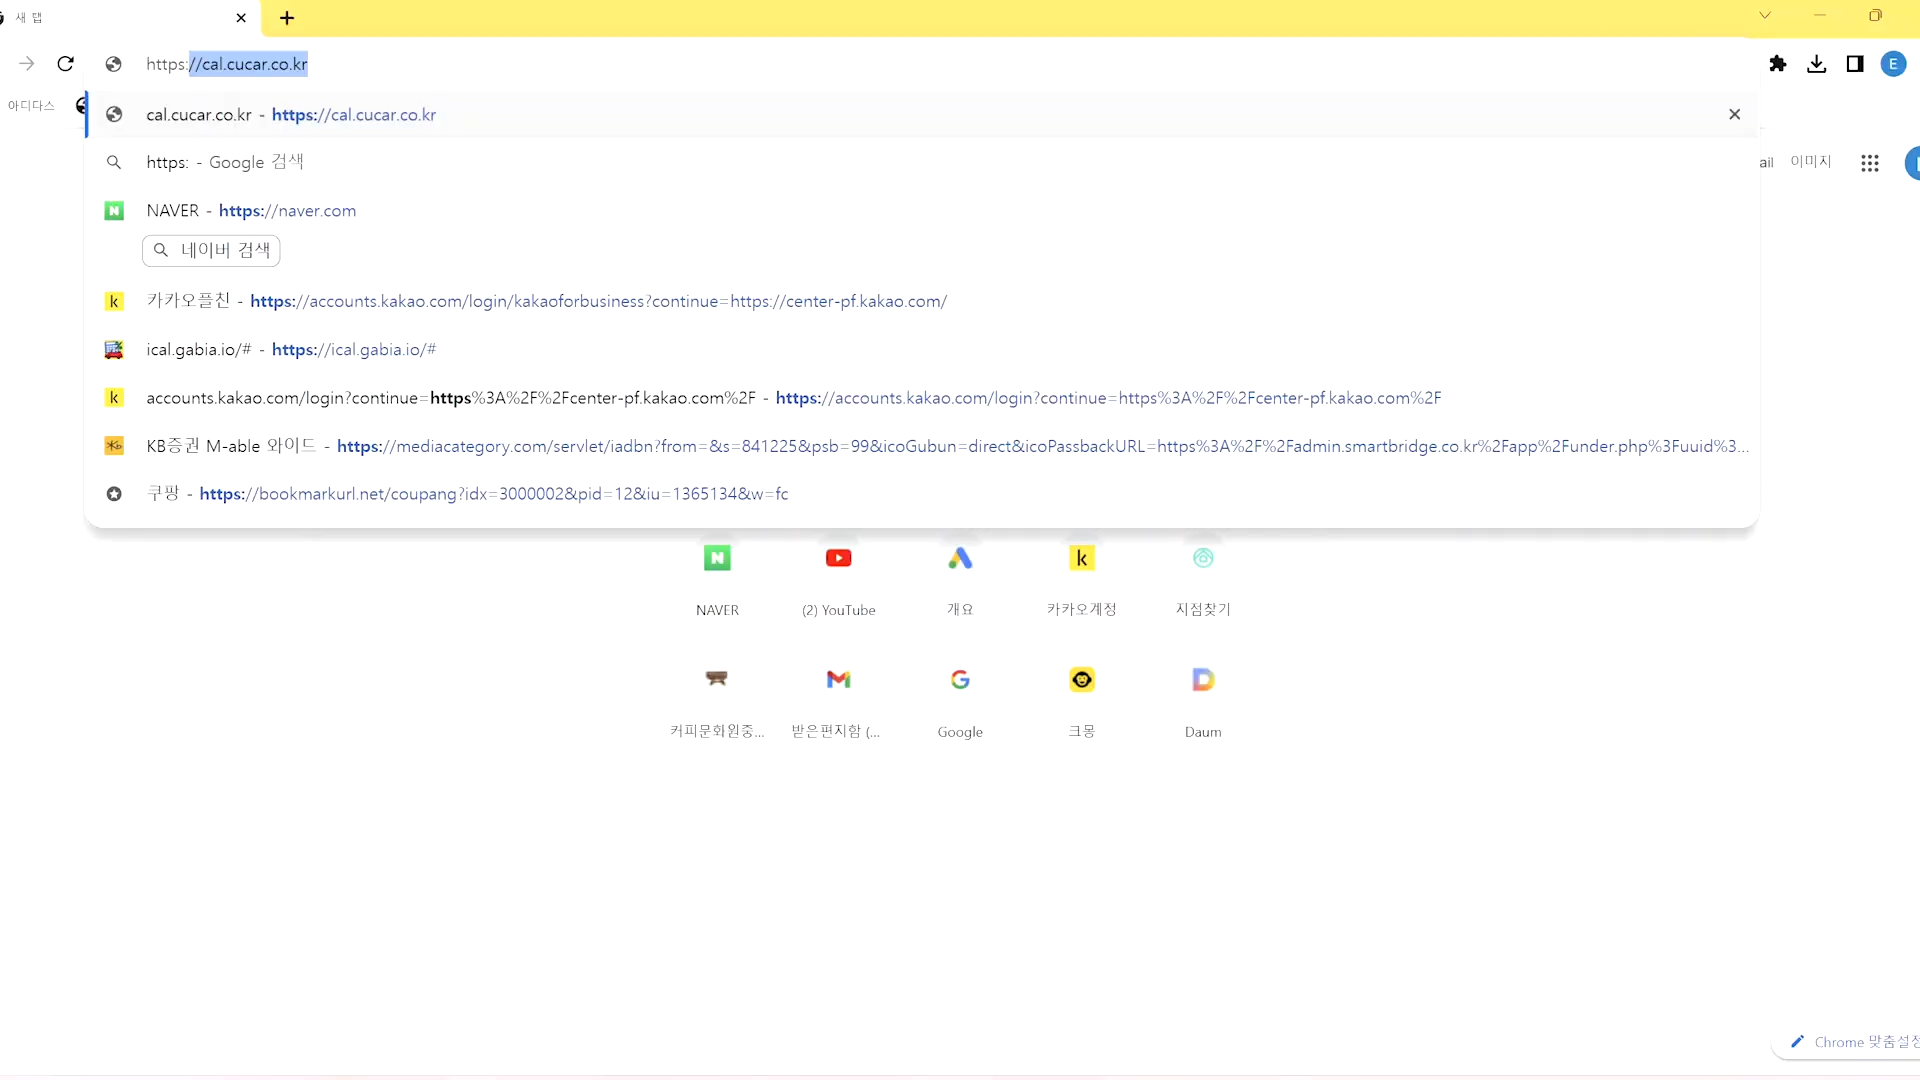 새 탭
https://cal.cucar.co.kr
E
아디다스
cal.cucar.co.kr - https://cal.cucar.co.kr
https: - Google 검색
ail 이미지
NAVER - https://naver.com
네이버 검색
카카오플친 - https://accounts.kakao.com/login/kakaoforbusiness?continue=https://center-pf.kakao.com/
ical.gabia.io/# - https://ical.gabia.io/#
accounts.kakao.com/login?continue=https%3A%2F%2Fcenter-pf.kakao.com%2F - https://accounts.kakao.com/login?continue=https%3A%2F%2Fcenter-pf.kakao.com%2F
KB증권 M-able 와이드 - https://mediacategory.com/servlet/iadbn?from=&s=841225&psb=99&icoGubun=direct&icoPassbackURL=https%3A%2F%2Fadmin.smartbridge.co.kr%2Fapp%2Funder.php%3Fuuid%3...
쿠팡 - https://bookmarkurl.net/coupang?idx=3000002&pid=12&iu=1365134&w=fc
NAVER
(2) YouTube
개요
카카오계정
지점찾기
커피문화원중...
받은편지함 (...
Google
크몽
Daum
Chrome 맞춤설정